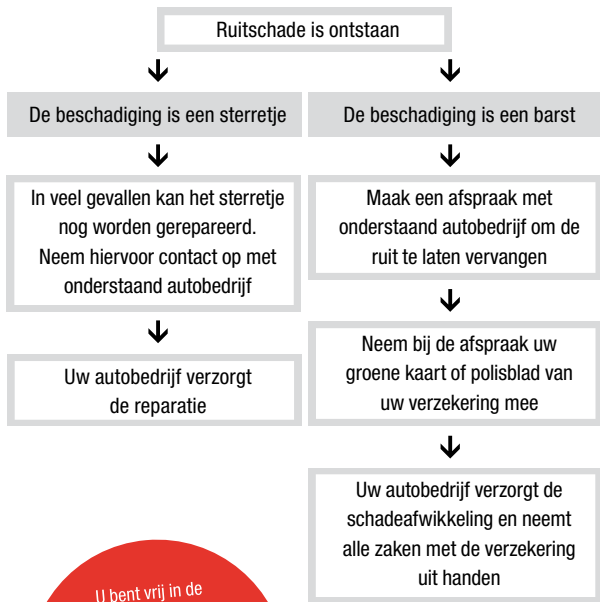 Ruitschade is ontstaan
De beschadiging is een sterretje
In veel gevallen kan het sterretje
nog worden gerepareerd.
Neem hiervoor contact op met
onderstaand autobedrijf
Uw autobedrijf verzorgt
de reparatie
De beschadiging is een barst
Maak een afspraak met
onderstaand autobedrijf om de
ruit te laten vervangen
Neem bij de afspraak uw
groene kaart of polisblad van
uw verzekering mee
Uw autobedrijf verzorgt de
schadeafwikkeling en neemt
alle zaken met de verzekering
uit handen
U bent vrij in de